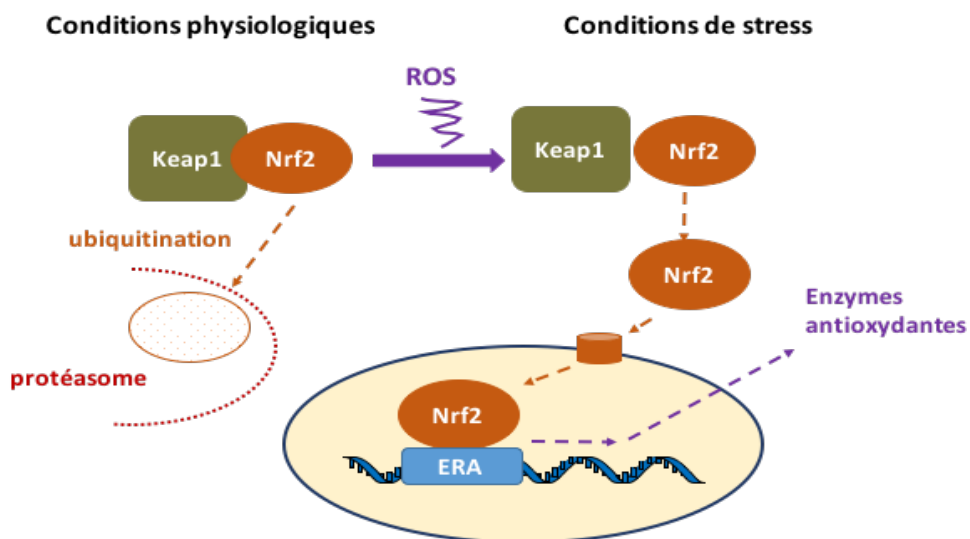 Conditions physiologiques
Conditions de stress
ROS
Keap1
Nrf2
Keap1
Nrf2
ubiquitination
Nrf2
Enzymes
antioxydantes
protéasome
Nrf2
ERA